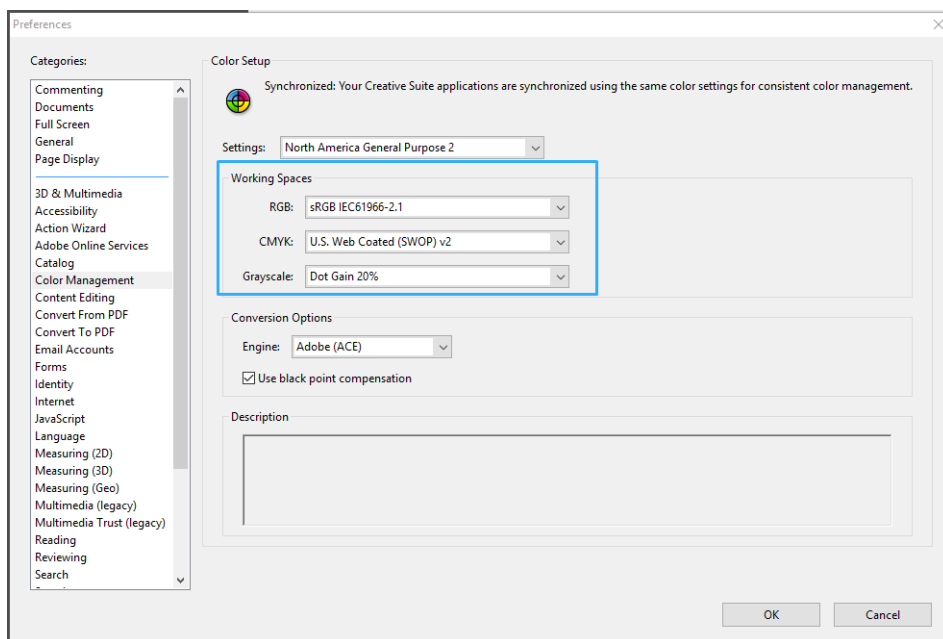 Preferences
Categories:
Commenting
Documents
Full Screen
General
Page Display
3D & Multimedia
Accessibility
Action Wizard
Adobe Online Services
Catalog
Color Management
Content Editing
Convert From PDF
Convert To PDF
Email Accounts
Forms
Identity
Internet
JavaScript
Language
Measuring (2D)
Measuring (3D)
Measuring (Geo)
Multimedia (legacy)
Multimedia Trust (legacy)
Reading
Reviewing
Search
Color Setup
Synchronized: Your Creative Suite applications are synchronized using the same color settings for consistent color management.
Settings: North America General Purpose 2
Working Spaces
RGB: sRGB IEC61966-2.1
CMYK: U.S. Web Coated (SWOP) v2
Grayscale: Dot Gain 20%
Conversion Options
Engine: Adobe (ACE)
Use black point compensation
Description
OK Cancel